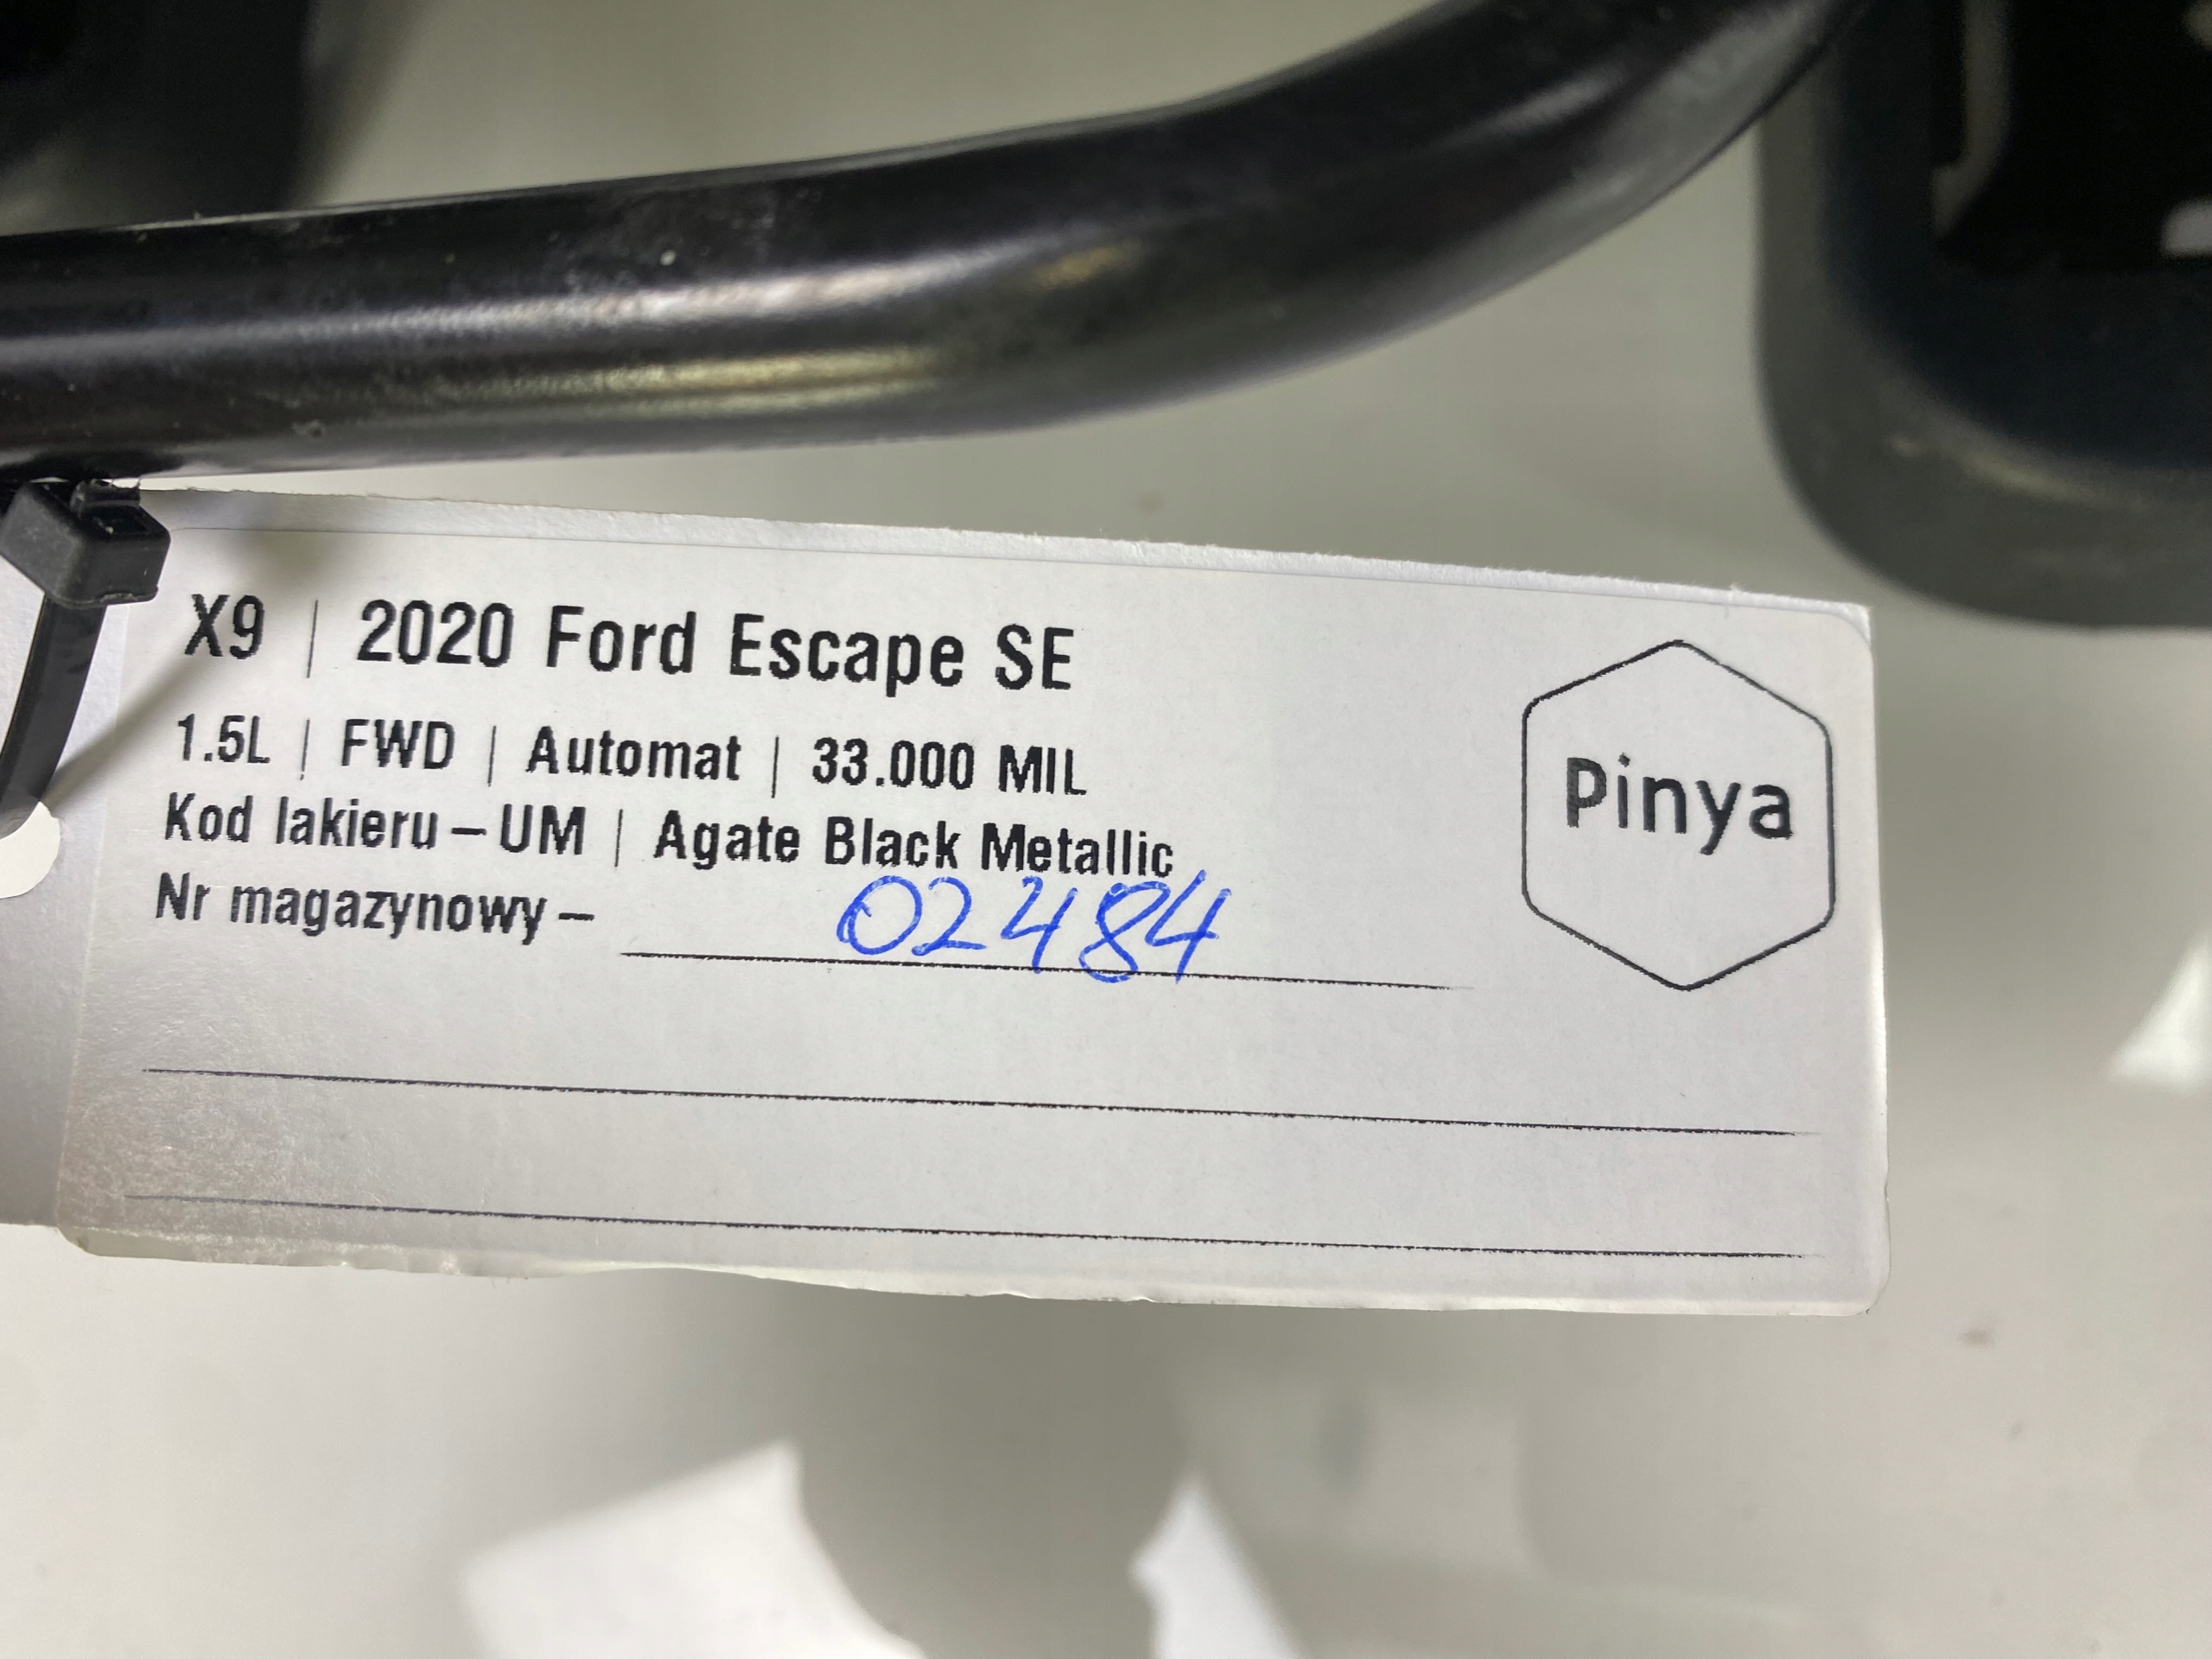 X9 | 2020 Ford Escape SE
1.5L | FWD | Automat | 33.000 MIL
Kod lakieru – UM | Agate Black Metallic
Nr magazynowy – 02484
Pinya